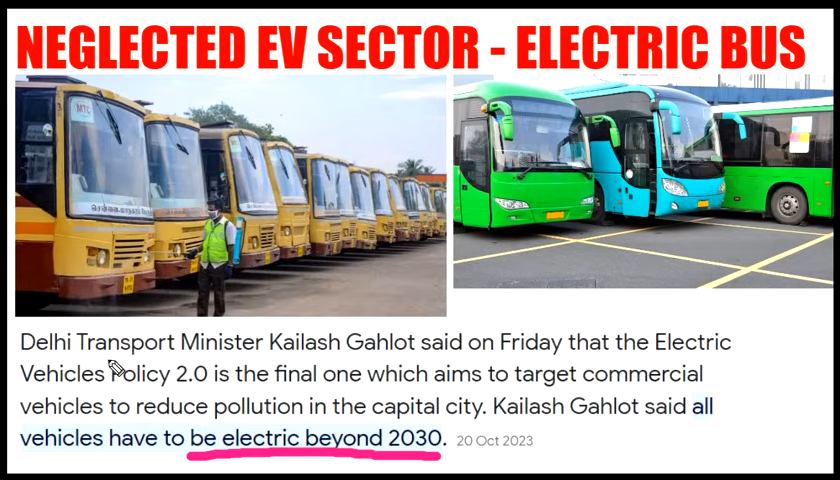 NEGLECTED EV SECTOR - ELECTRIC BUS
MTC
Delhi Transport Minister Kailash Gahlot said on Friday that the Electric
Vehicles Policy 2.0 is the final one which aims to target commercial
vehicles to reduce pollution in the capital city. Kailash Gahlot said all
vehicles have to be electric beyond 2030. 20 Oct 2023